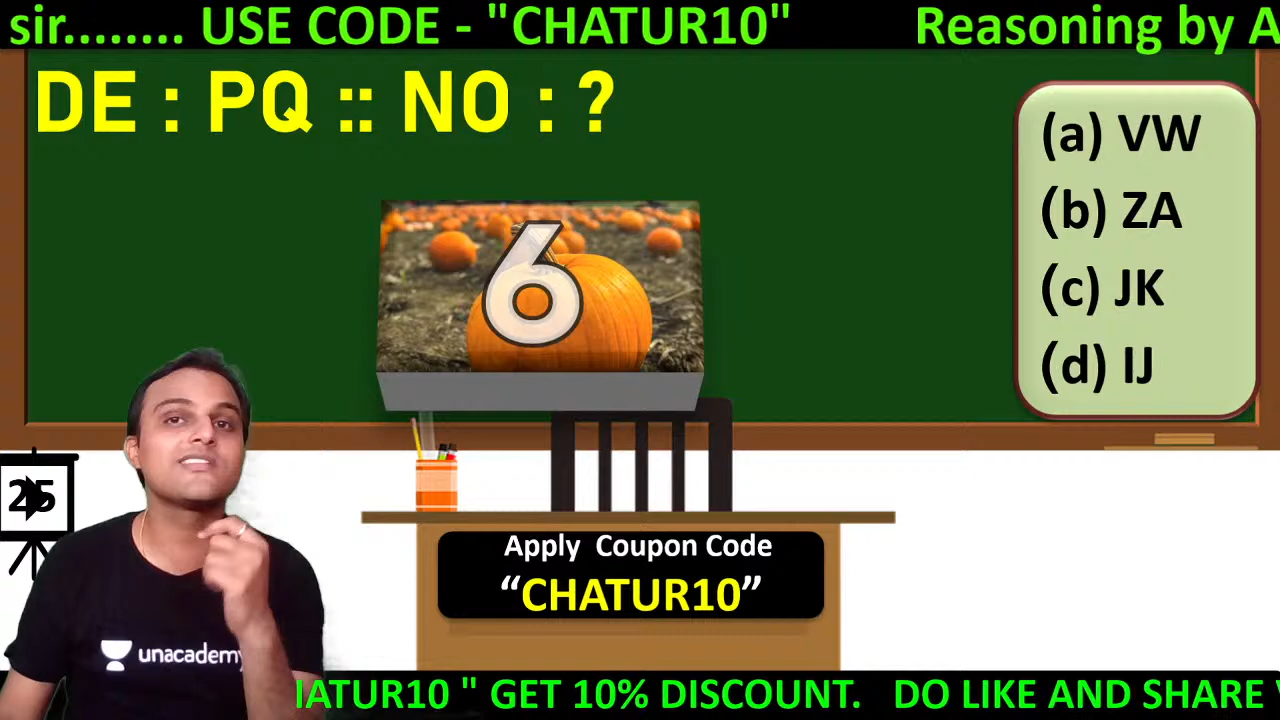 sir........ USE CODE - "CHATUR10" Reasoning by A
DE : PQ :: NO : ?
(a) VW
(b) ZA
(c) JK
(d) IJ
6
25
Apply Coupon Code
“CHATUR10”
unacademy
IATUR10 " GET 10% DISCOUNT. DO LIKE AND SHARE